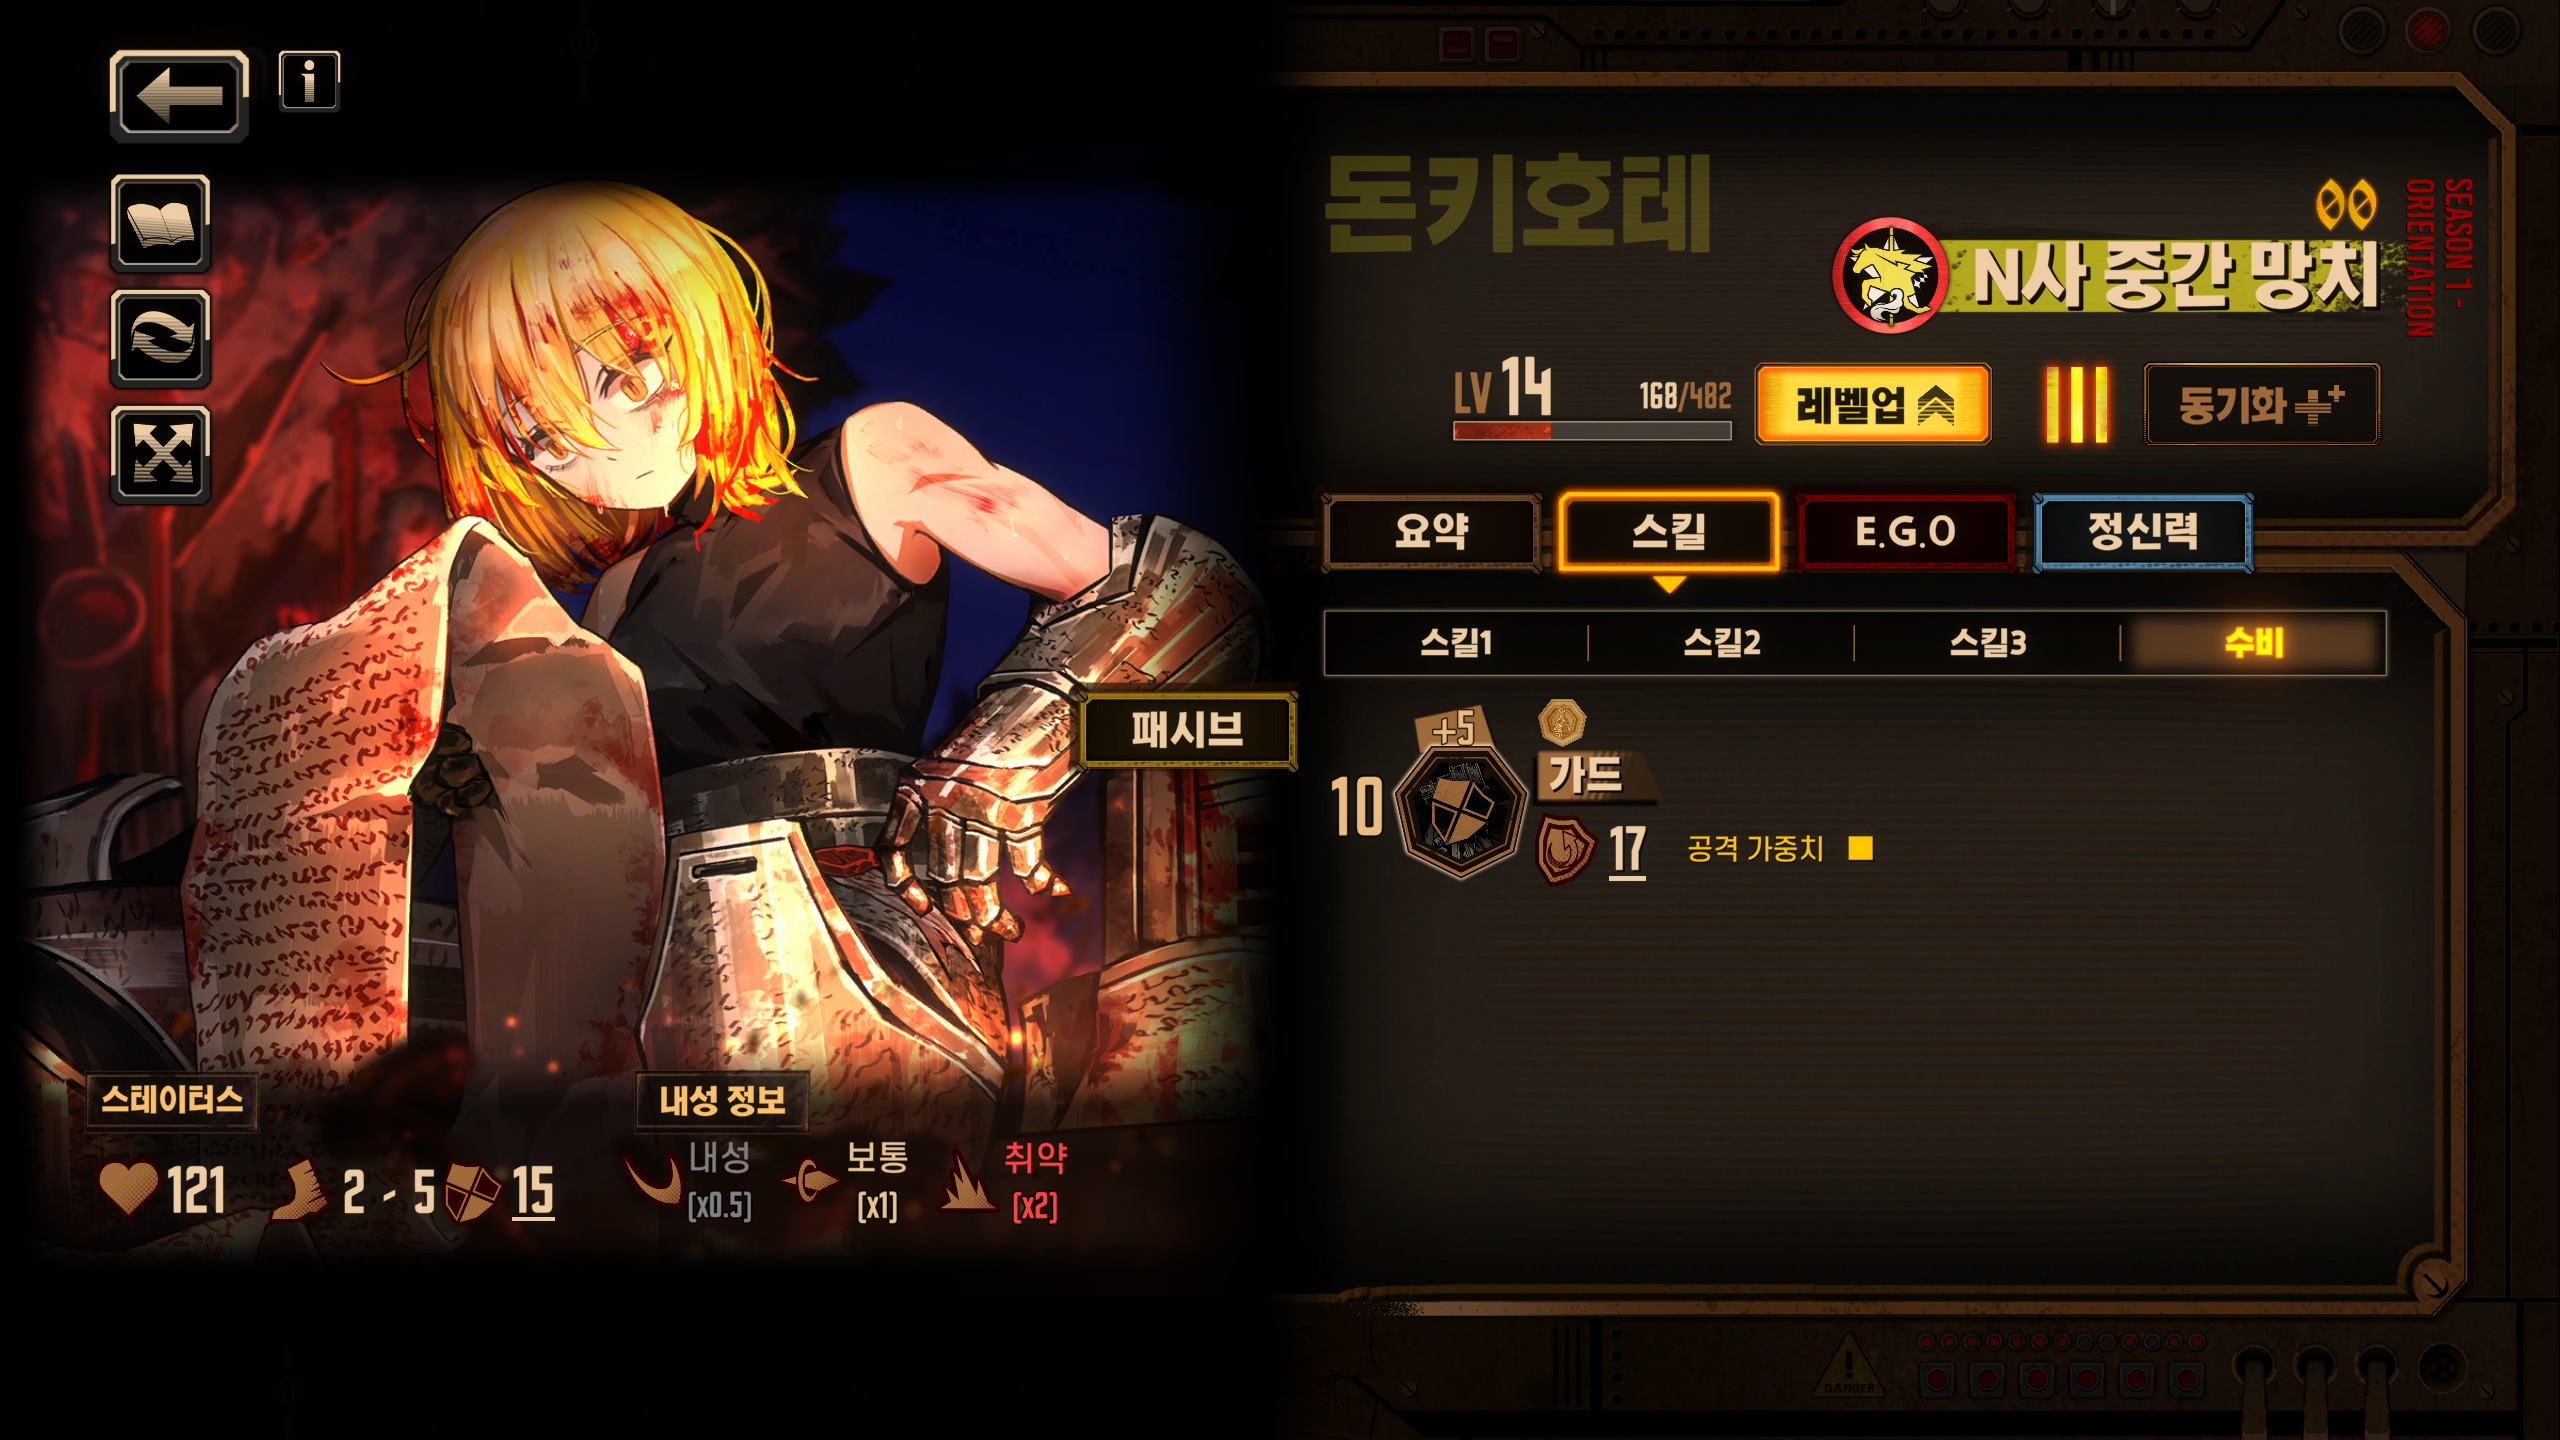 돈키호테
N사 중간 망치
SEASON 1 -
ORIENTATION
LV 14
168/482
레벨업
동기화
요약
스킬
E.G.O
정신력
스킬1
스킬2
스킬3
수비
패시브
+5
10
가드
17
공격 가중치
스테이터스
121
2 - 5
15
내성 정보
내성
[x0.5]
보통
[x1]
취약
[x2]
DANGER